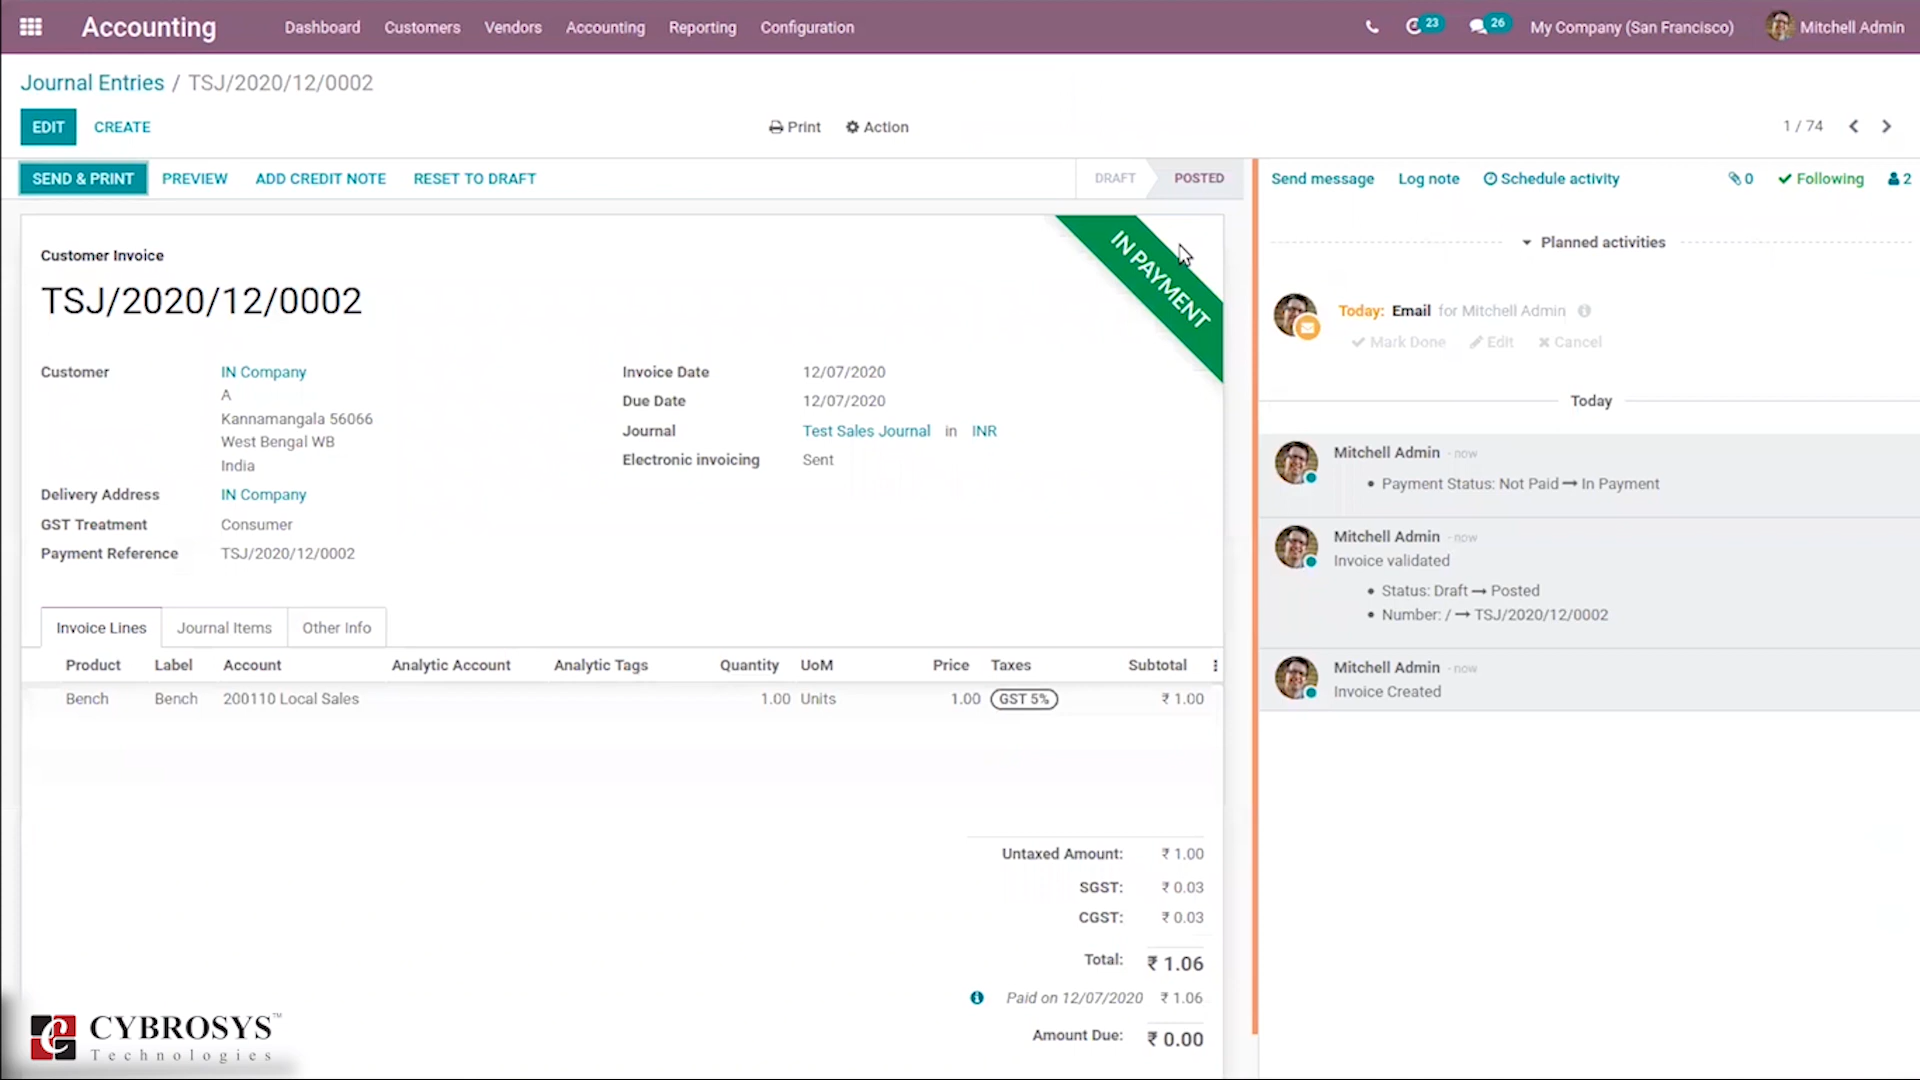 Accounting Dashboard Customers Vendors Accounting Reporting Configuration 23 26 My Company (San Francisco) Mitchell Admin
Journal Entries / TSJ/2020/12/0002
EDIT CREATE Print Action 1 / 74
SEND & PRINT PREVIEW ADD CREDIT NOTE RESET TO DRAFT DRAFT POSTED
IN PAYMENT
Customer Invoice
TSJ/2020/12/0002
Customer IN Company
A
Kannamangala 56066
West Bengal WB
India
Delivery Address IN Company
GST Treatment Consumer
Payment Reference TSJ/2020/12/0002
Invoice Date 12/07/2020
Due Date 12/07/2020
Journal Test Sales Journal in INR
Electronic invoicing Sent
Invoice Lines Journal Items Other Info
Product Label Account Analytic Account Analytic Tags Quantity UoM Price Taxes Subtotal
Bench Bench 200110 Local Sales 1.00 Units 1.00 GST 5% ₹ 1.00
Untaxed Amount: ₹ 1.00
SGST: ₹ 0.03
CGST: ₹ 0.03
Total: ₹ 1.06
Paid on 12/07/2020 ₹ 1.06
Amount Due: ₹ 0.00
Send message Log note Schedule activity 0 Following 2
Planned activities
Today: Email for Mitchell Admin
Mark Done Edit Cancel
Today
Mitchell Admin - now
• Payment Status: Not Paid → In Payment
Mitchell Admin - now
Invoice validated
• Status: Draft → Posted
• Number: / → TSJ/2020/12/0002
Mitchell Admin - now
Invoice Created
CYBROSYS™
Technologies